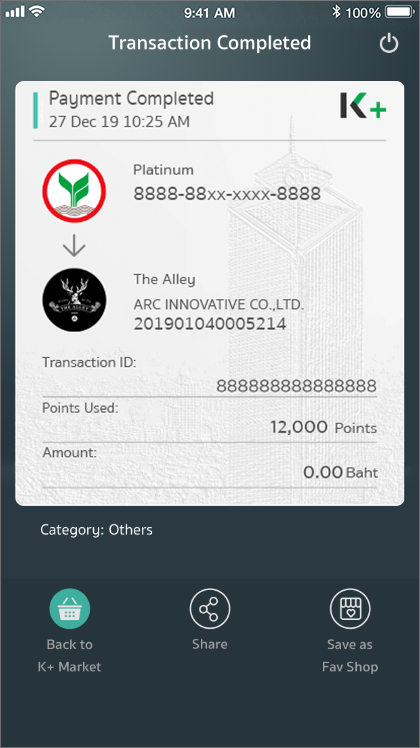 9:41 AM 100%
Transaction Completed
Payment Completed
27 Dec 19 10:25 AM
K+
Platinum
8888-88xx-xxxx-8888
THE ALLEY
The Alley
ARC INNOVATIVE CO.,LTD.
201901040005214
Transaction ID:
888888888888888
Points Used:
12,000 Points
Amount:
0.00 Baht
Category: Others
Back to
K+ Market
Share
Save as
Fav Shop